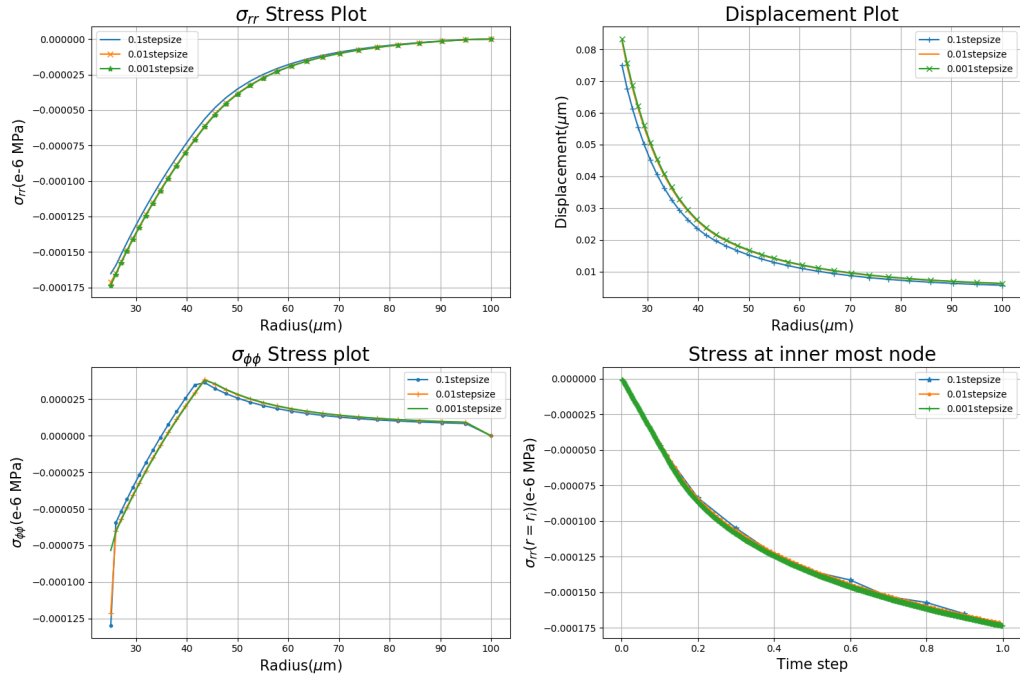 σrr Stress Plot
0.1stepsize
0.01stepsize
0.001stepsize
0.000000
−0.000025
−0.000050
−0.000075
−0.000100
−0.000125
−0.000150
−0.000175
σrr(e-6 MPa)
30
40
50
60
70
80
90
100
Radius(μm)
Displacement Plot
0.1stepsize
0.01stepsize
0.001stepsize
0.08
0.07
0.06
0.05
0.04
0.03
0.02
0.01
Displacement(μm)
30
40
50
60
70
80
90
100
Radius(μm)
σϕϕ Stress plot
0.1stepsize
0.01stepsize
0.001stepsize
0.000025
0.000000
−0.000025
−0.000050
−0.000075
−0.000100
−0.000125
σϕϕ(e-6 MPa)
30
40
50
60
70
80
90
100
Radius(μm)
Stress at inner most node
0.1stepsize
0.01stepsize
0.001stepsize
0.000000
−0.000025
−0.000050
−0.000075
−0.000100
−0.000125
−0.000150
−0.000175
σrr(r = ri)(e-6 MPa)
0.0
0.2
0.4
0.6
0.8
1.0
Time step